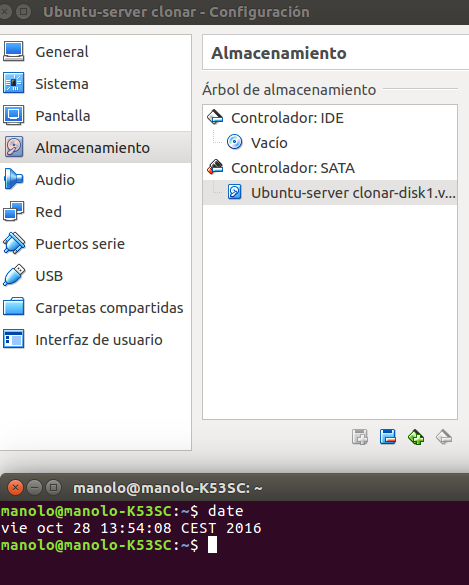 Ubuntu-server clonar - Configuración
General
Sistema
Pantalla
Almacenamiento
Audio
Red
Puertos serie
USB
Carpetas compartidas
Interfaz de usuario
Almacenamiento
Árbol de almacenamiento
Controlador: IDE
Vacío
Controlador: SATA
Ubuntu-server clonar-disk1.v...
manolo@manolo-K53SC: ~
manolo@manolo-K53SC:~$ date
vie oct 28 13:54:08 CEST 2016
manolo@manolo-K53SC:~$